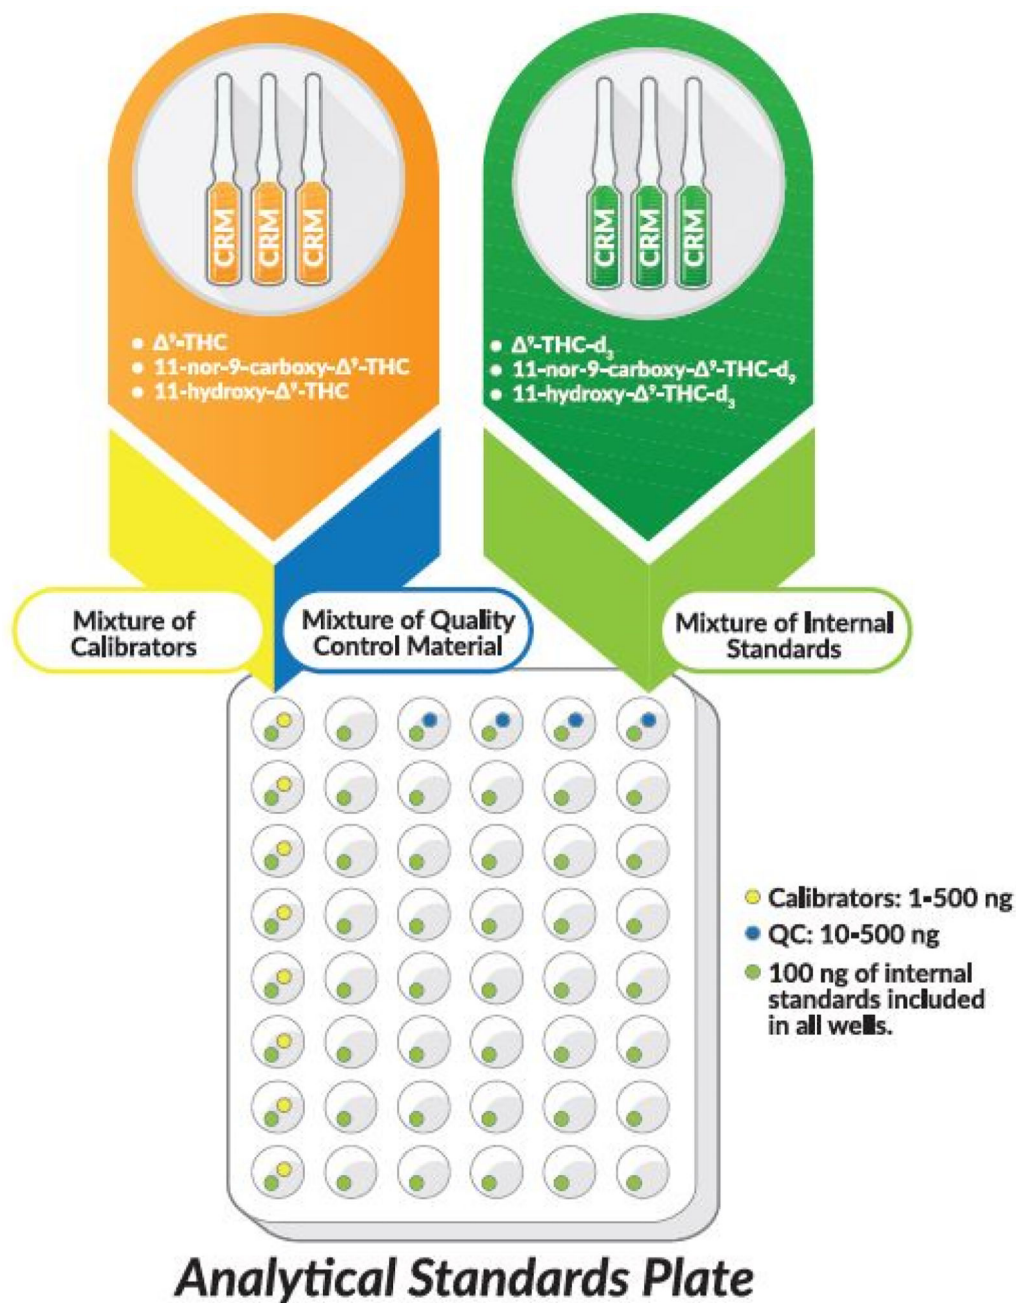 CRM CRM CRM
• Δ⁹-THC
• 11-nor-9-carboxy-Δ⁹-THC
• 11-hydroxy-Δ⁹-THC
CRM CRM CRM
• Δ⁹-THC-d₃
• 11-nor-9-carboxy-Δ⁹-THC-d₉
• 11-hydroxy-Δ⁹-THC-d₃
Mixture of
Calibrators
Mixture of Quality
Control Material
Mixture of Internal
Standards
Calibrators: 1-500 ng
QC: 10-500 ng
100 ng of internal
standards included
in all wells.
Analytical Standards Plate